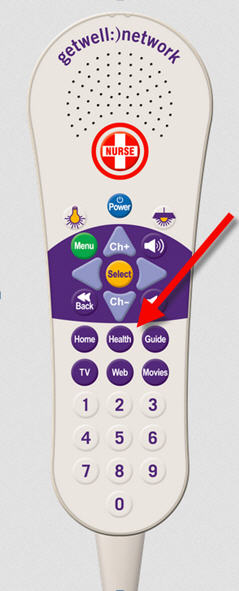 getwell:)network
NURSE
Power
Menu Ch+
Select
Back Ch-
Home Health Guide
TV Web Movies
1 2 3
4 5 6
7 8 9
0